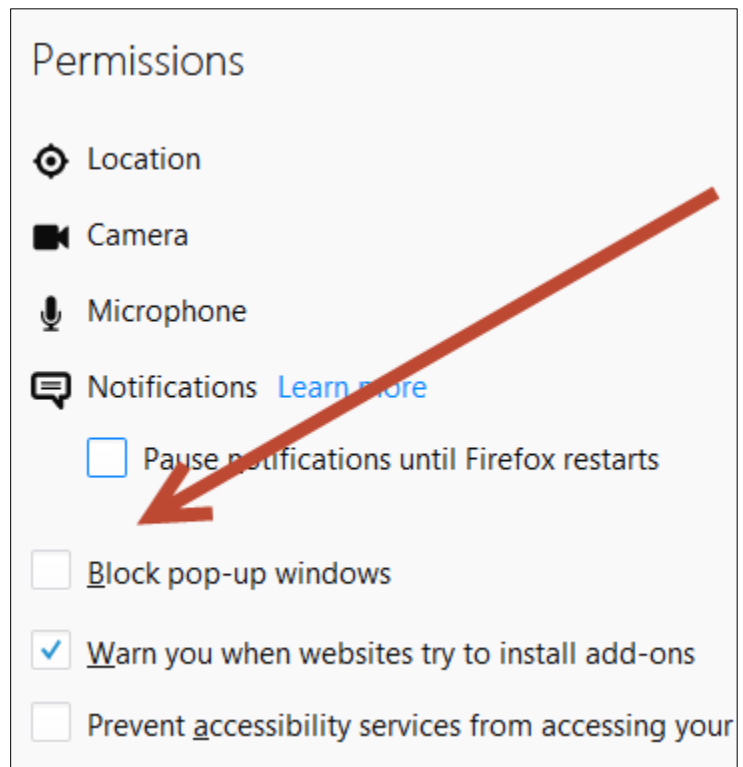 Permissions
Location
Camera
Microphone
Notifications Learn more
Pause notifications until Firefox restarts
Block pop-up windows
Warn you when websites try to install add-ons
Prevent accessibility services from accessing your